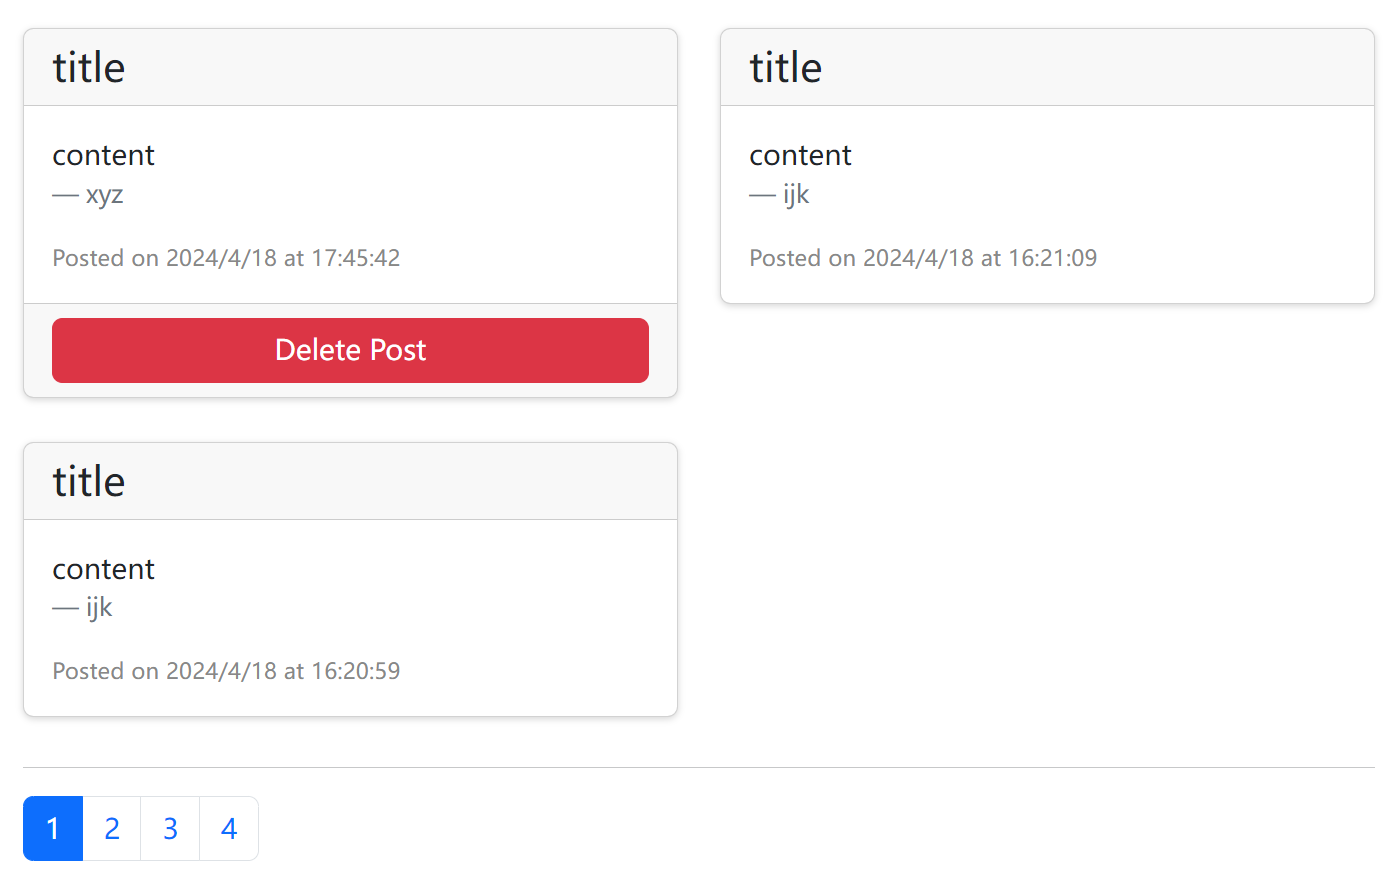 title
content
— xyz
Posted on 2024/4/18 at 17:45:42
Delete Post
title
content
— ijk
Posted on 2024/4/18 at 16:21:09
title
content
— ijk
Posted on 2024/4/18 at 16:20:59
1 2 3 4